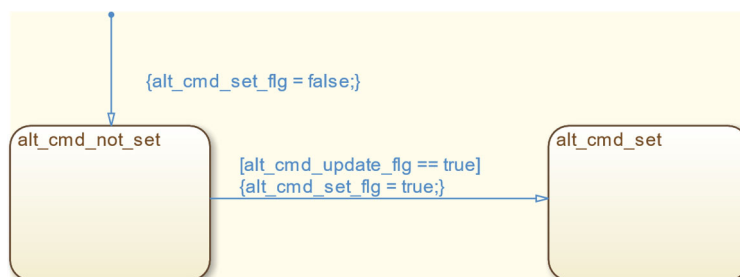 {alt_cmd_set_flg = false;}
alt_cmd_not_set
alt_cmd_set
[alt_cmd_update_flg == true]
{alt_cmd_set_flg = true;}